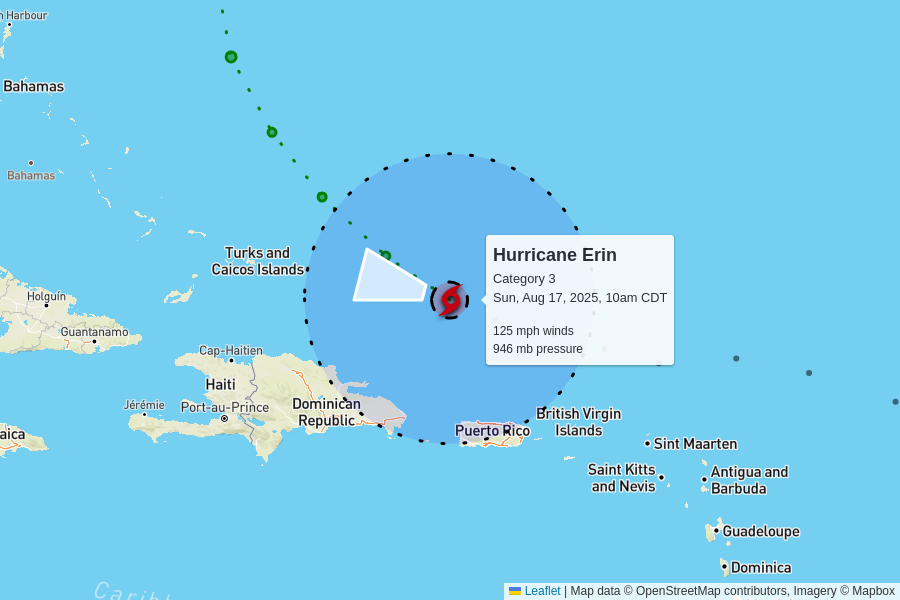 Harbour
Bahamas
Bahamas
Turks and
Caicos Islands
Hurricane Erin
Category 3
Sun, Aug 17, 2025, 10am CDT
125 mph winds
946 mb pressure
Holguín
Guantanamo
Cap-Haitien
Haiti
Jérémie
Port-au-Prince
Dominican
Republic
Puerto Rico
British Virgin
Islands
aica
Sint Maarten
Saint Kitts
and Nevis
Antigua and
Barbuda
Guadeloupe
Dominica
Caribb
Leaflet | Map data © OpenStreetMap contributors, Imagery © Mapbox